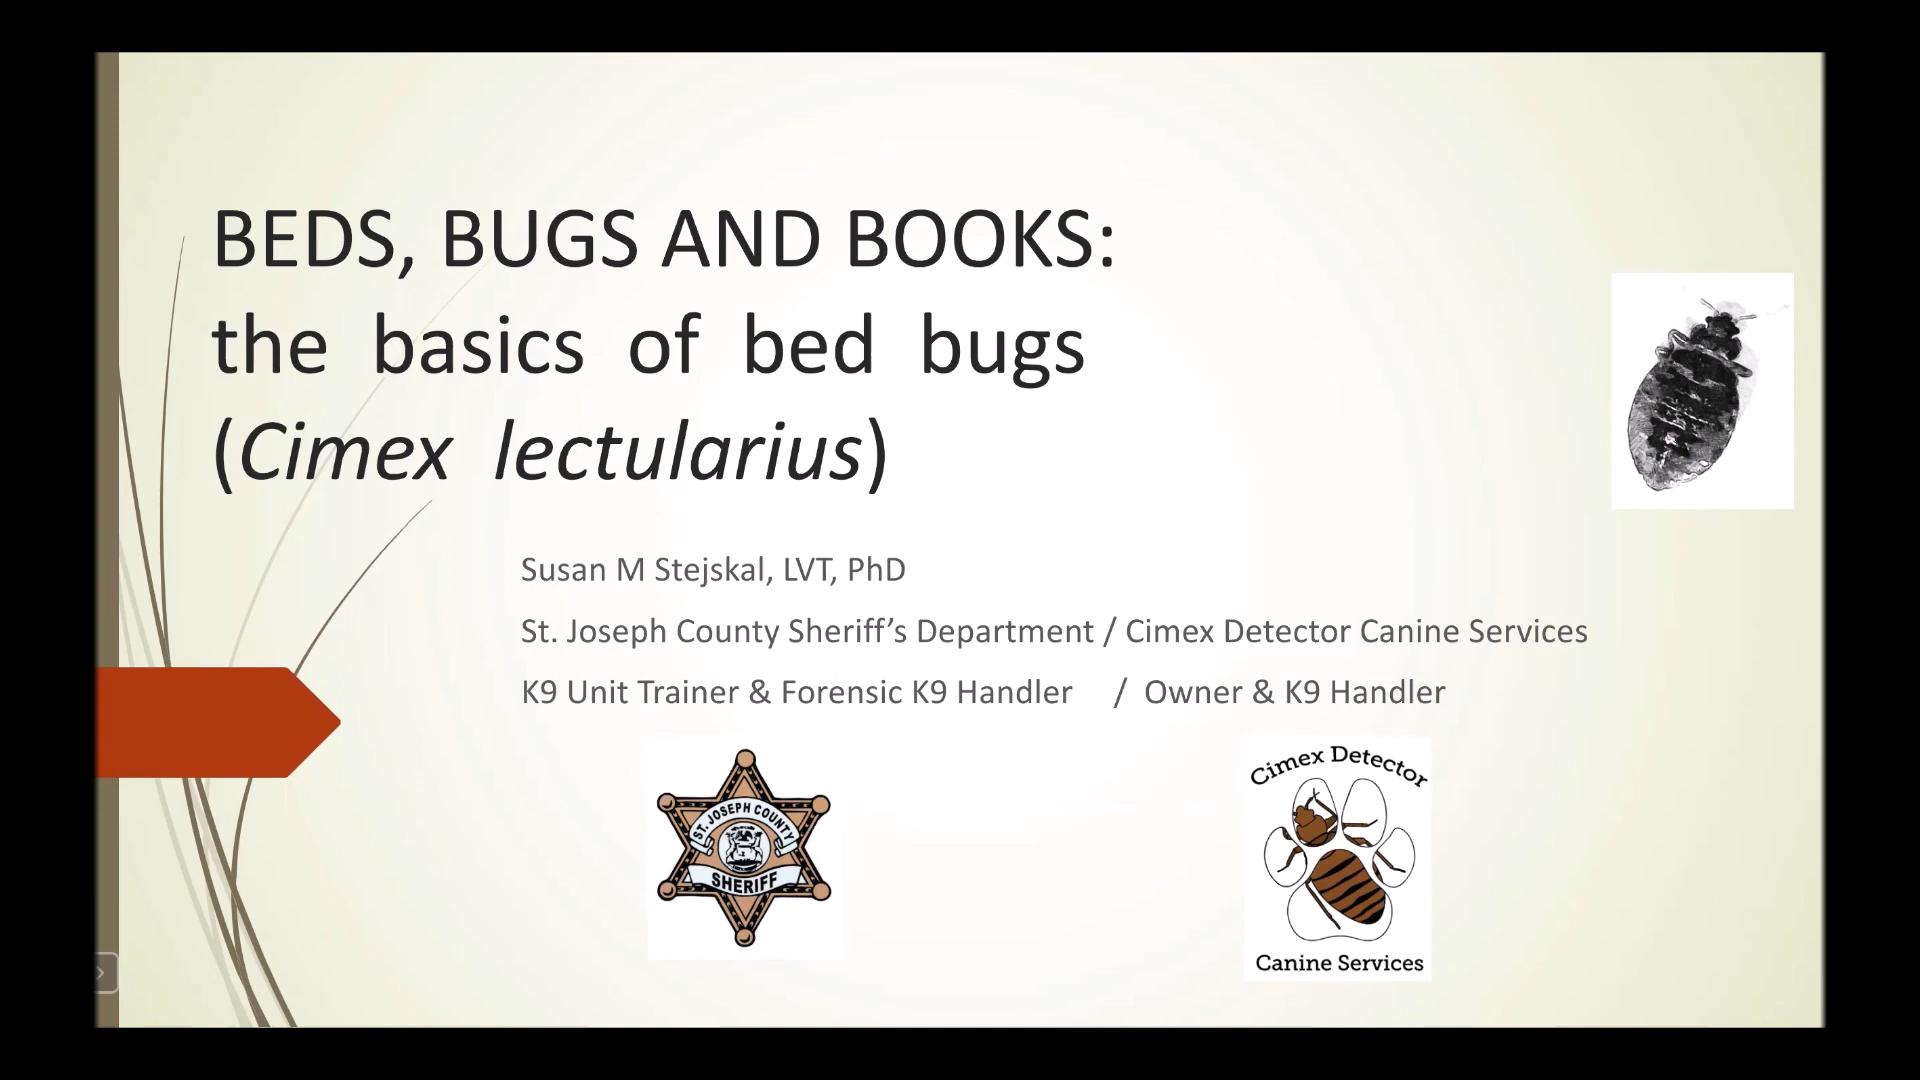 BEDS, BUGS AND BOOKS:
the basics of bed bugs
(Cimex lectularius)
Susan M Stejskal, LVT, PhD
St. Joseph County Sheriff’s Department / Cimex Detector Canine Services
K9 Unit Trainer & Forensic K9 Handler / Owner & K9 Handler
ST. JOSEPH COUNTY
SHERIFF
Cimex Detector
Canine Services